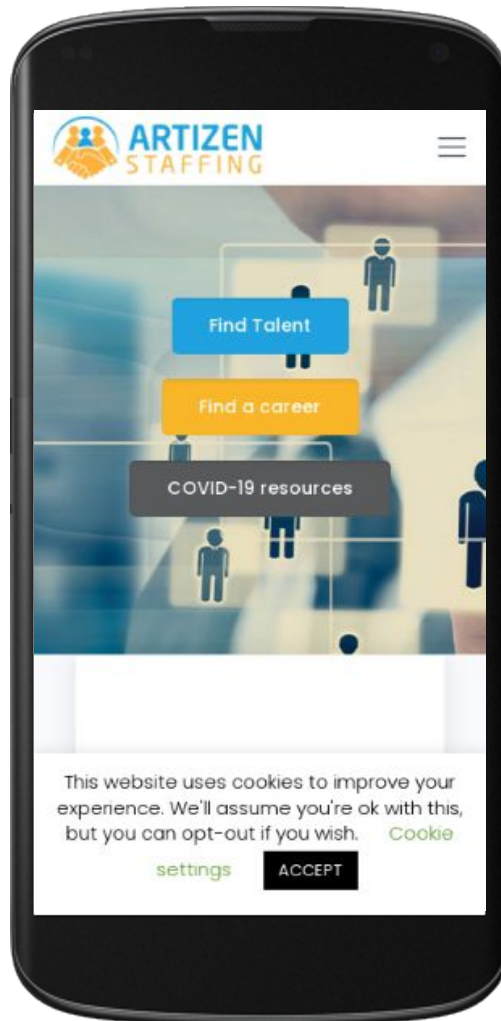 ARTIZEN
STAFFING
Find Talent
Find a career
COVID-19 resources
This website uses cookies to improve your
experience. We'll assume you're ok with this,
but you can opt-out if you wish. Cookie
settings ACCEPT